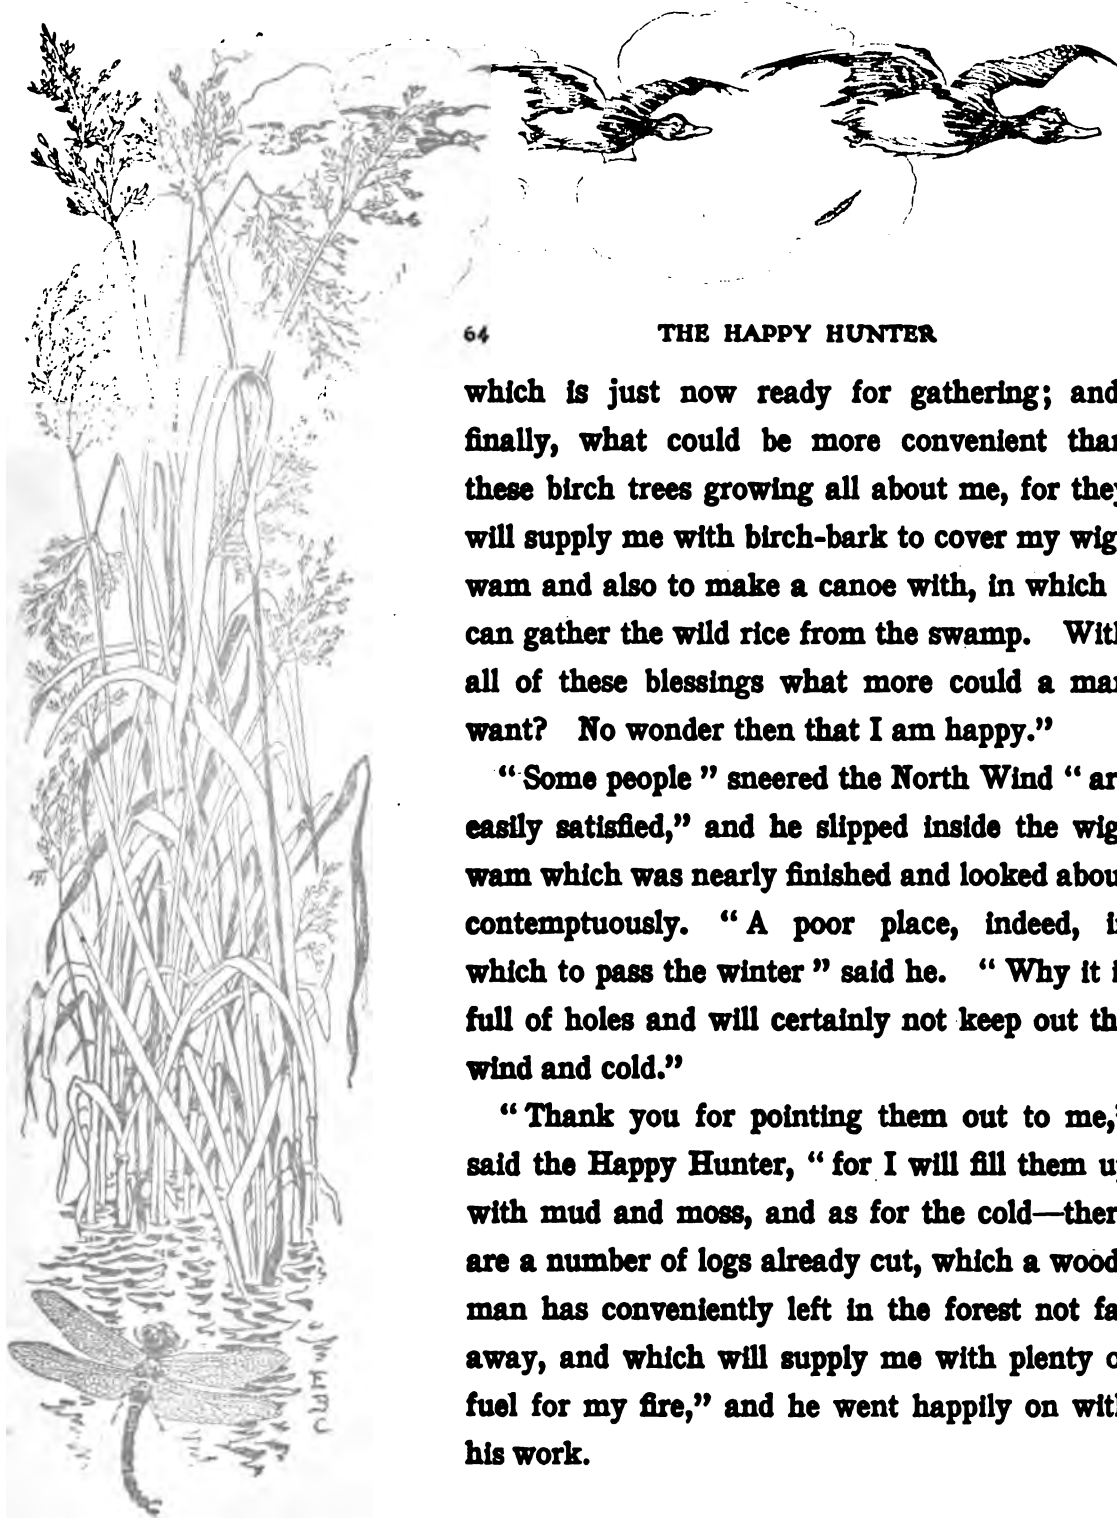 64 THE HAPPY HUNTER
which is just now ready for gathering; and
finally, what could be more convenient than
these birch trees growing all about me, for they
will supply me with birch-bark to cover my wig-
wam and also to make a canoe with, in which
can gather the wild rice from the swamp. With
all of these blessings what more could a man
want? No wonder then that I am happy.”
“ Some people ” sneered the North Wind “ ar
easily satisfied,” and he slipped inside the wig-
wam which was nearly finished and looked abou
contemptuously. “ A poor place, indeed, in
which to pass the winter ” said he. “ Why it i
full of holes and will certainly not keep out th
wind and cold.”
“ Thank you for pointing them out to me,”
said the Happy Hunter, “ for I will fill them up
with mud and moss, and as for the cold—ther
are a number of logs already cut, which a wood-
man has conveniently left in the forest not fa
away, and which will supply me with plenty o
fuel for my fire,” and he went happily on with
his work.